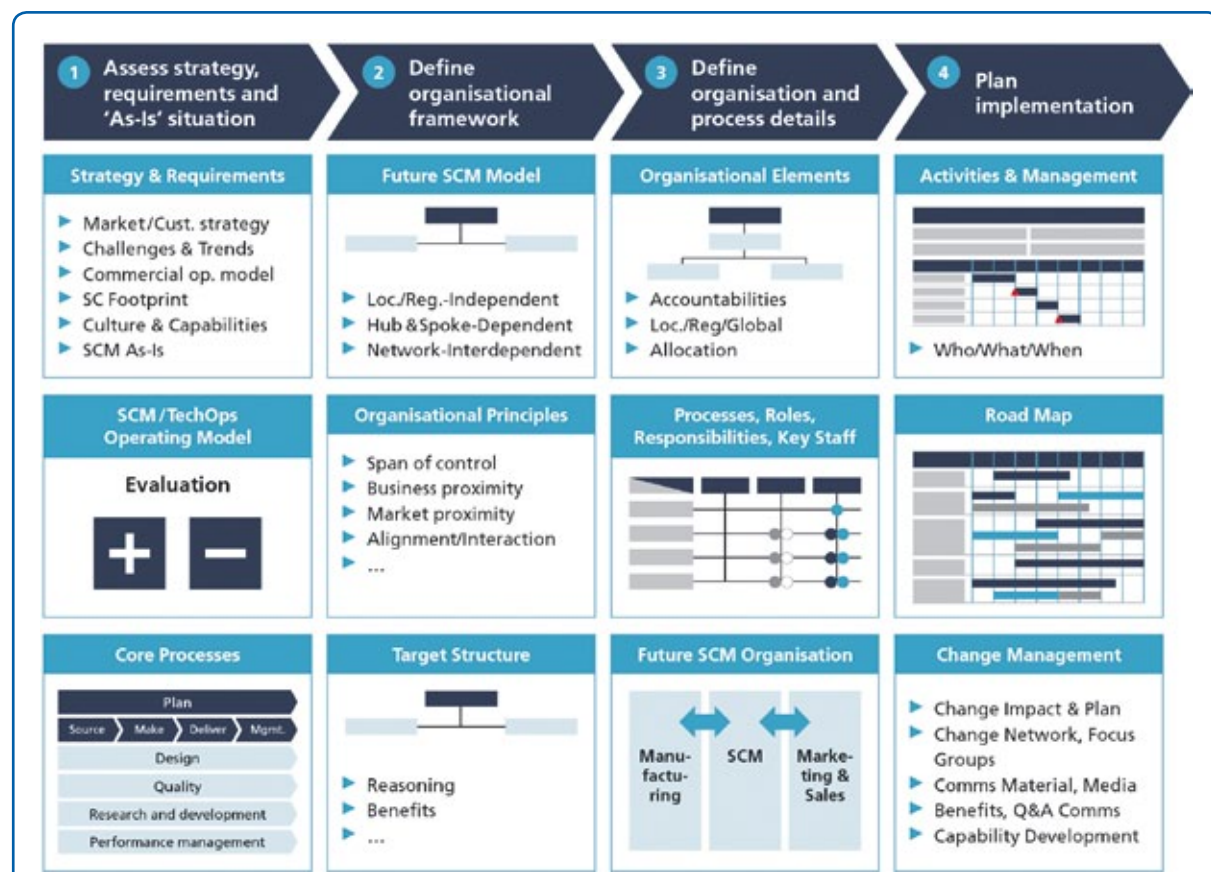 1 Assess strategy,
requirements and
'As-Is' situation
2 Define
organisational
framework
3 Define
organisation and
process details
4 Plan
implementation
Strategy & Requirements
Market/Cust. strategy
Challenges & Trends
Commercial op. model
SC Footprint
Culture & Capabilities
SCM As-Is
Future SCM Model
Loc./Reg.-Independent
Hub &Spoke-Dependent
Network-Interdependent
Organisational Elements
Accountabilities
Loc./Reg/Global
Allocation
Activities & Management
Who/What/When
SCM/TechOps
Operating Model
Evaluation
+ −
Organisational Principles
Span of control
Business proximity
Market proximity
Alignment/Interaction
...
Processes, Roles,
Responsibilities, Key Staff
Road Map
Core Processes
Plan
Source Make Deliver Mgmt.
Design
Quality
Research and development
Performance management
Target Structure
Reasoning
Benefits
...
Future SCM Organisation
Manu-
factu-
ring
SCM
Marke-
ting &
Sales
Change Management
Change Impact & Plan
Change Network, Focus
Groups
Comms Material, Media
Benefits, Q&A Comms
Capability Development